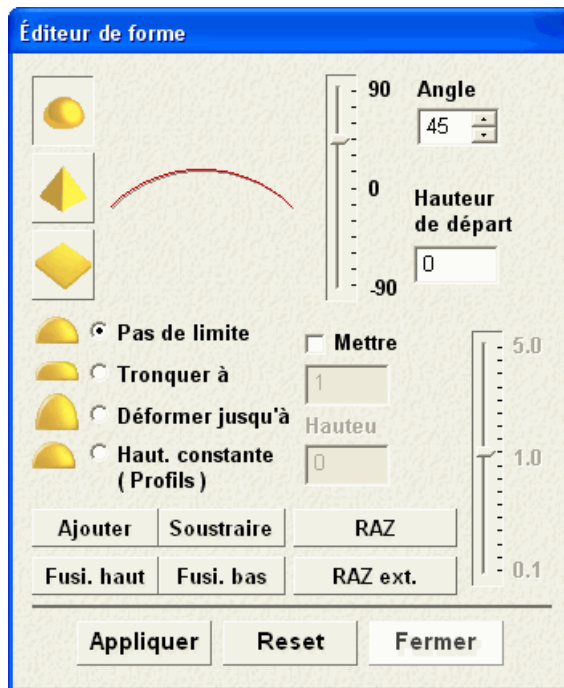 Éditeur de forme
90
0
-90
Angle
45
Hauteur
de départ
0
Pas de limite
Tronquer à
Déformer jusqu'à
Haut. constante
( Profils )
Mettre
1
Hauteu
0
5.0
1.0
0.1
Ajouter
Soustraire
RAZ
Fusi. haut
Fusi. bas
RAZ ext.
Appliquer
Reset
Fermer